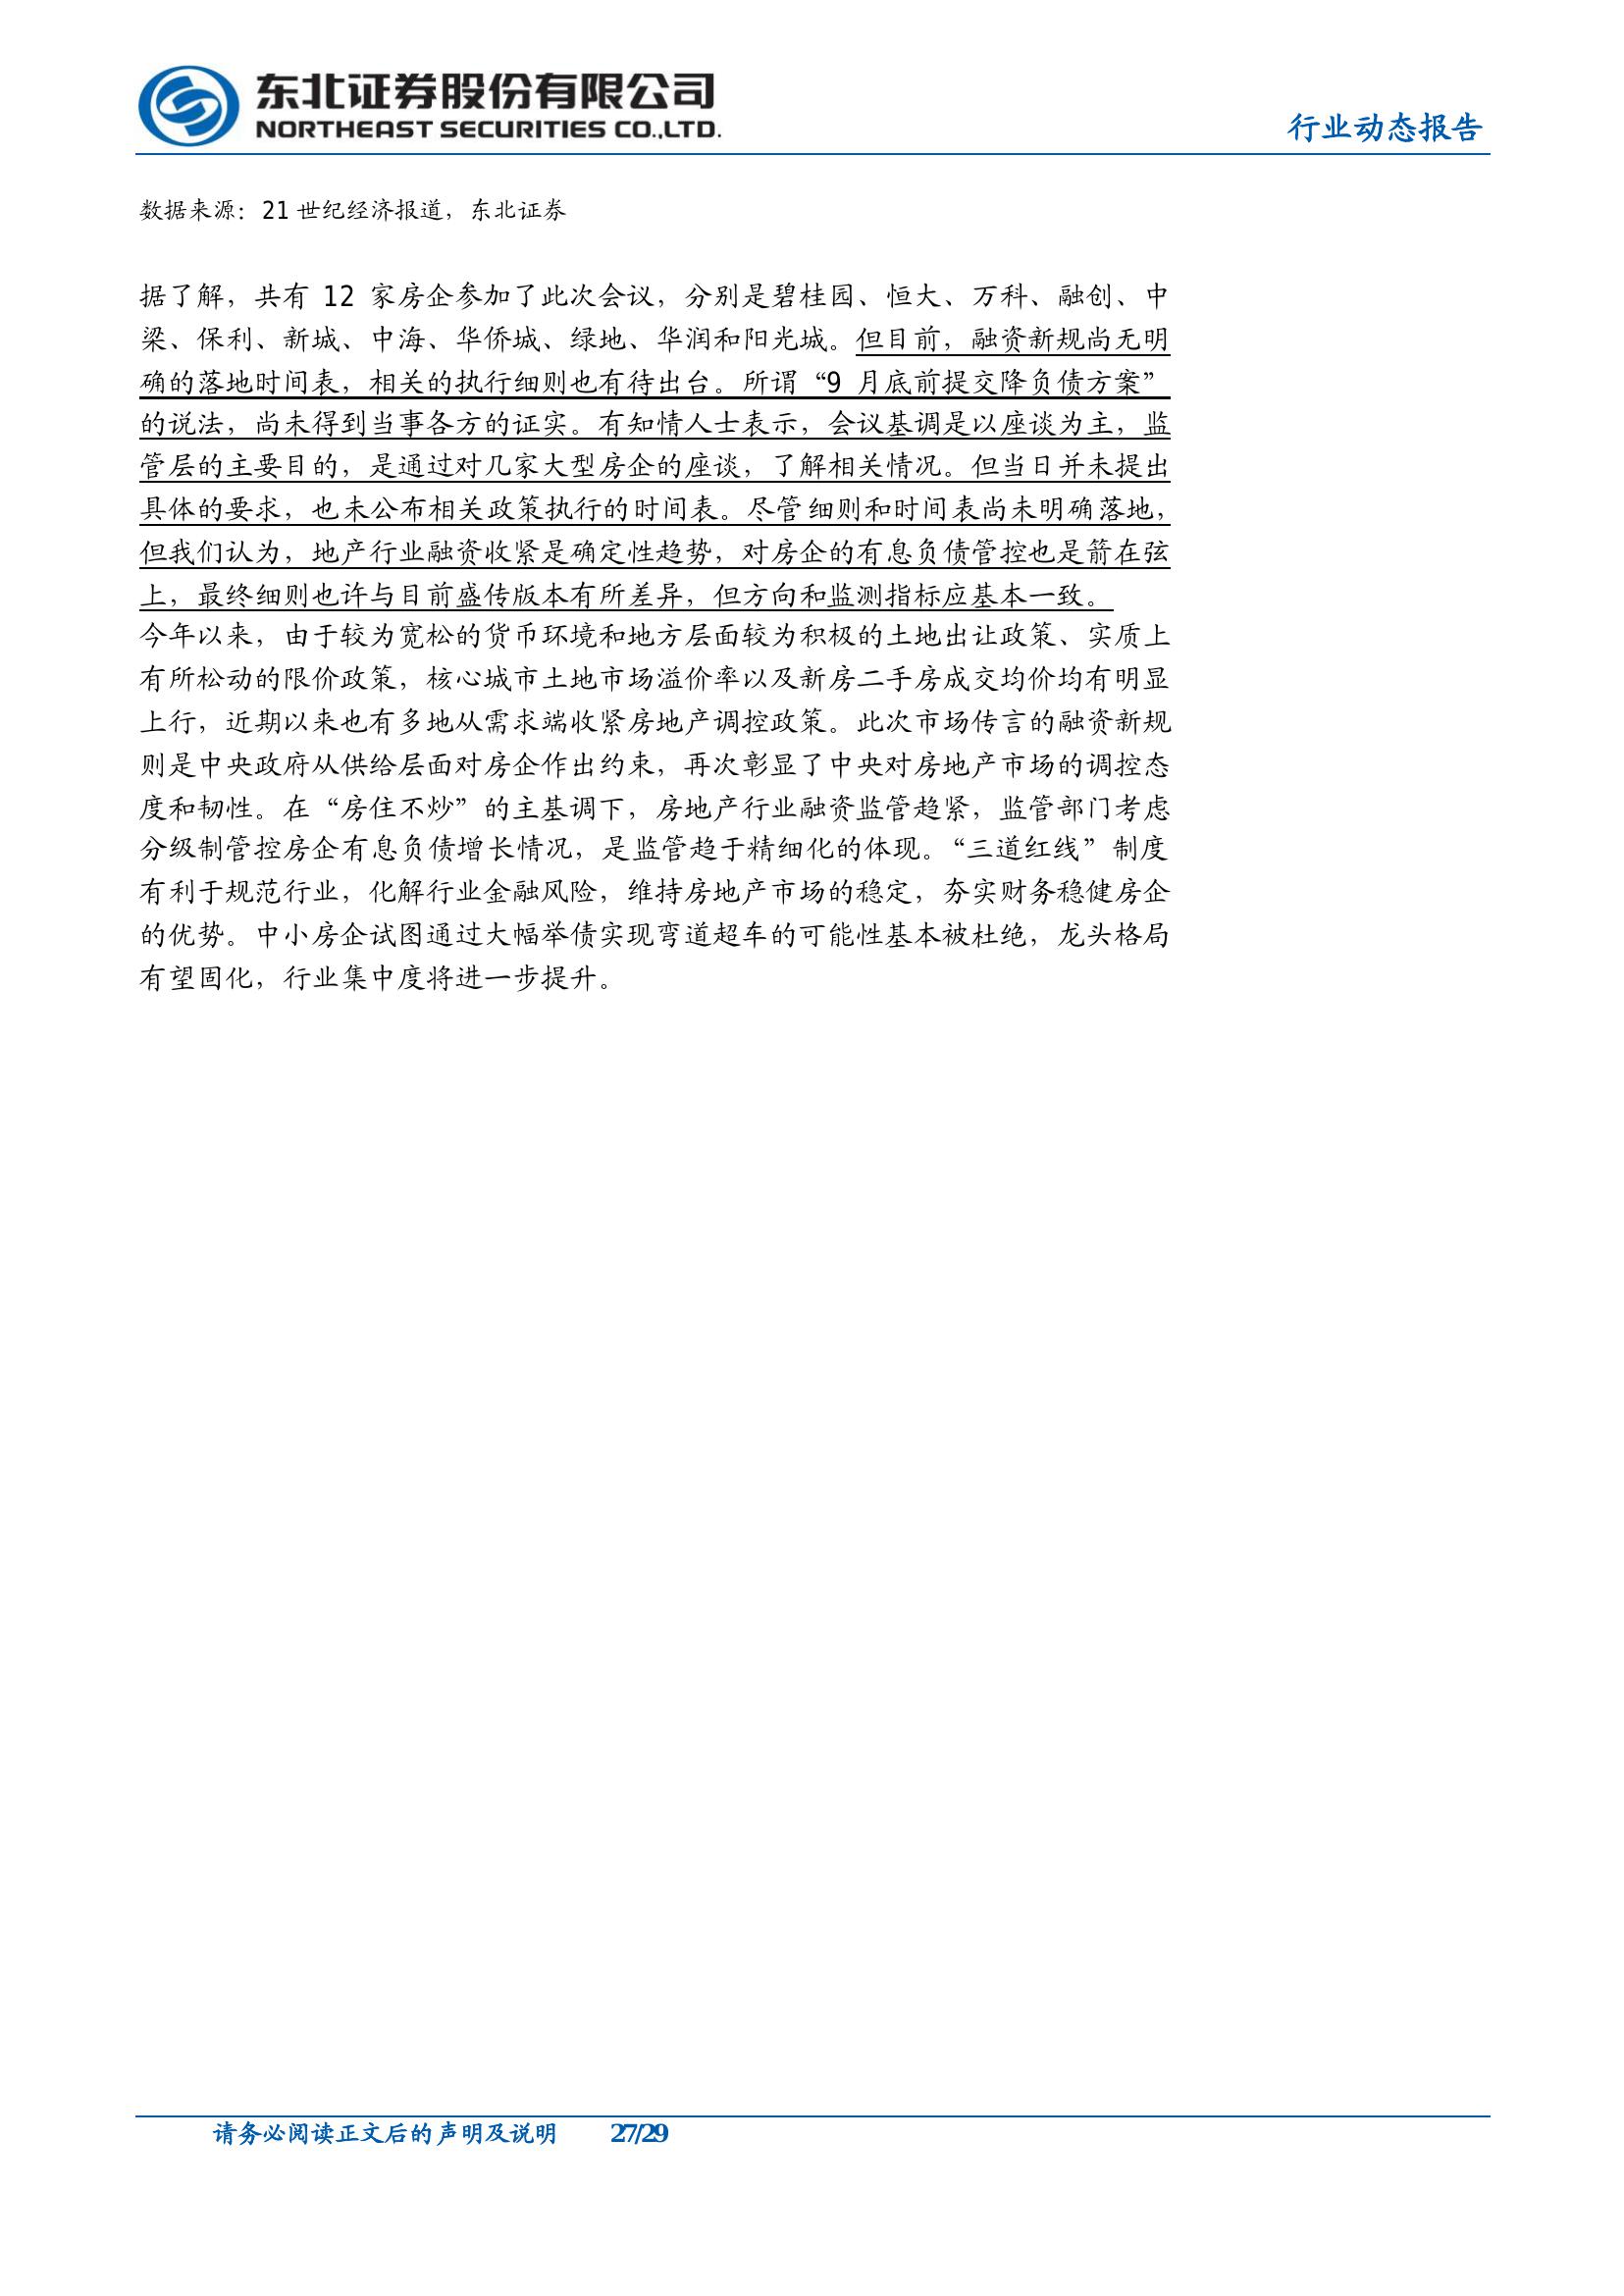 东北证券股份有限公司
NORTHEAST SECURITIES CO.,LTD.
行业动态报告
数据来源：21 世纪经济报道，东北证券
据了解，共有 12 家房企参加了此次会议，分别是碧桂园、恒大、万科、融创、中
梁、保利、新城、中海、华侨城、绿地、华润和阳光城。但目前，融资新规尚无明
确的落地时间表，相关的执行细则也有待出台。所谓“9 月底前提交降负债方案”
的说法，尚未得到当事各方的证实。有知情人士表示，会议基调是以座谈为主，监
管层的主要目的，是通过对几家大型房企的座谈，了解相关情况。但当日并未提出
具体的要求，也未公布相关政策执行的时间表。尽管细则和时间表尚未明确落地，
但我们认为，地产行业融资收紧是确定性趋势，对房企的有息负债管控也是箭在弦
上，最终细则也许与目前盛传版本有所差异，但方向和监测指标应基本一致。
今年以来，由于较为宽松的货币环境和地方层面较为积极的土地出让政策、实质上
有所松动的限价政策，核心城市土地市场溢价率以及新房二手房成交均价均有明显
上行，近期以来也有多地从需求端收紧房地产调控政策。此次市场传言的融资新规
则是中央政府从供给层面对房企作出约束，再次彰显了中央对房地产市场的调控态
度和韧性。在“房住不炒”的主基调下，房地产行业融资监管趋紧，监管部门考虑
分级制管控房企有息负债增长情况，是监管趋于精细化的体现。“三道红线”制度
有利于规范行业，化解行业金融风险，维持房地产市场的稳定，夯实财务稳健房企
的优势。中小房企试图通过大幅举债实现弯道超车的可能性基本被杜绝，龙头格局
有望固化，行业集中度将进一步提升。
请务必阅读正文后的声明及说明 27/29